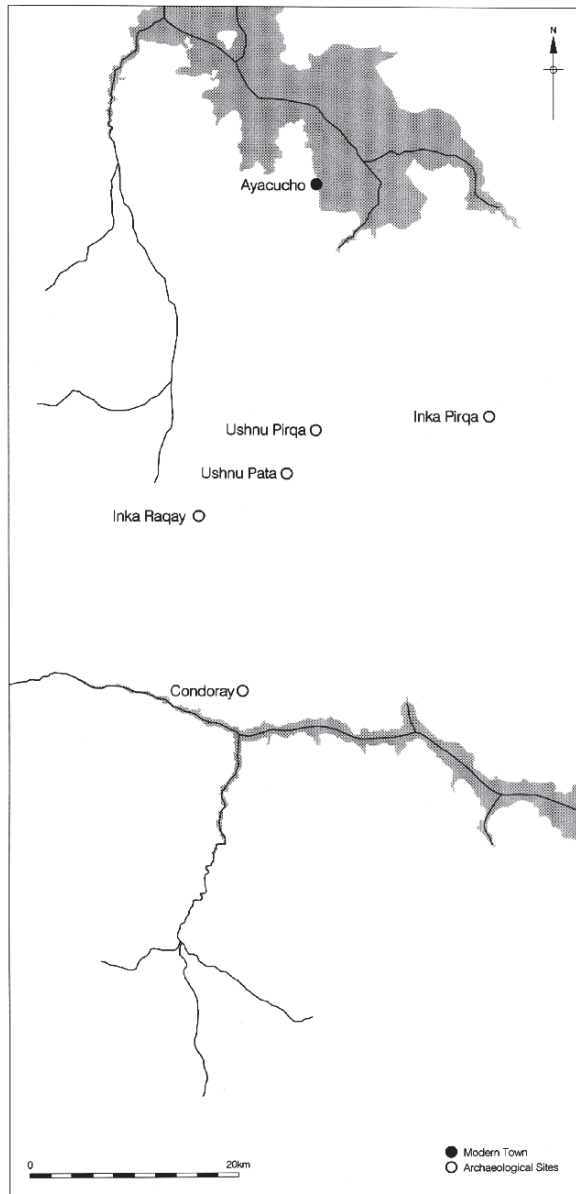 N
Ayacucho
Inka Pirqa
Ushnu Pirqa
Ushnu Pata
Inka Raqay
Condoray
0 20km
Modern Town
Archaeological Sites